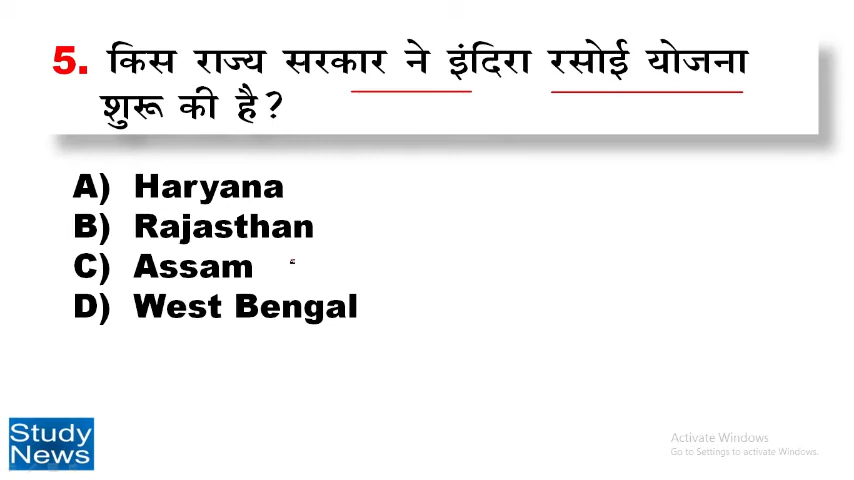 5. किस राज्य सरकार ने इंदिरा रसोई योजना
शुरू की है?
A) Haryana
B) Rajasthan
C) Assam
D) West Bengal
Study
News
Activate Windows
Go to Settings to activate Windows.